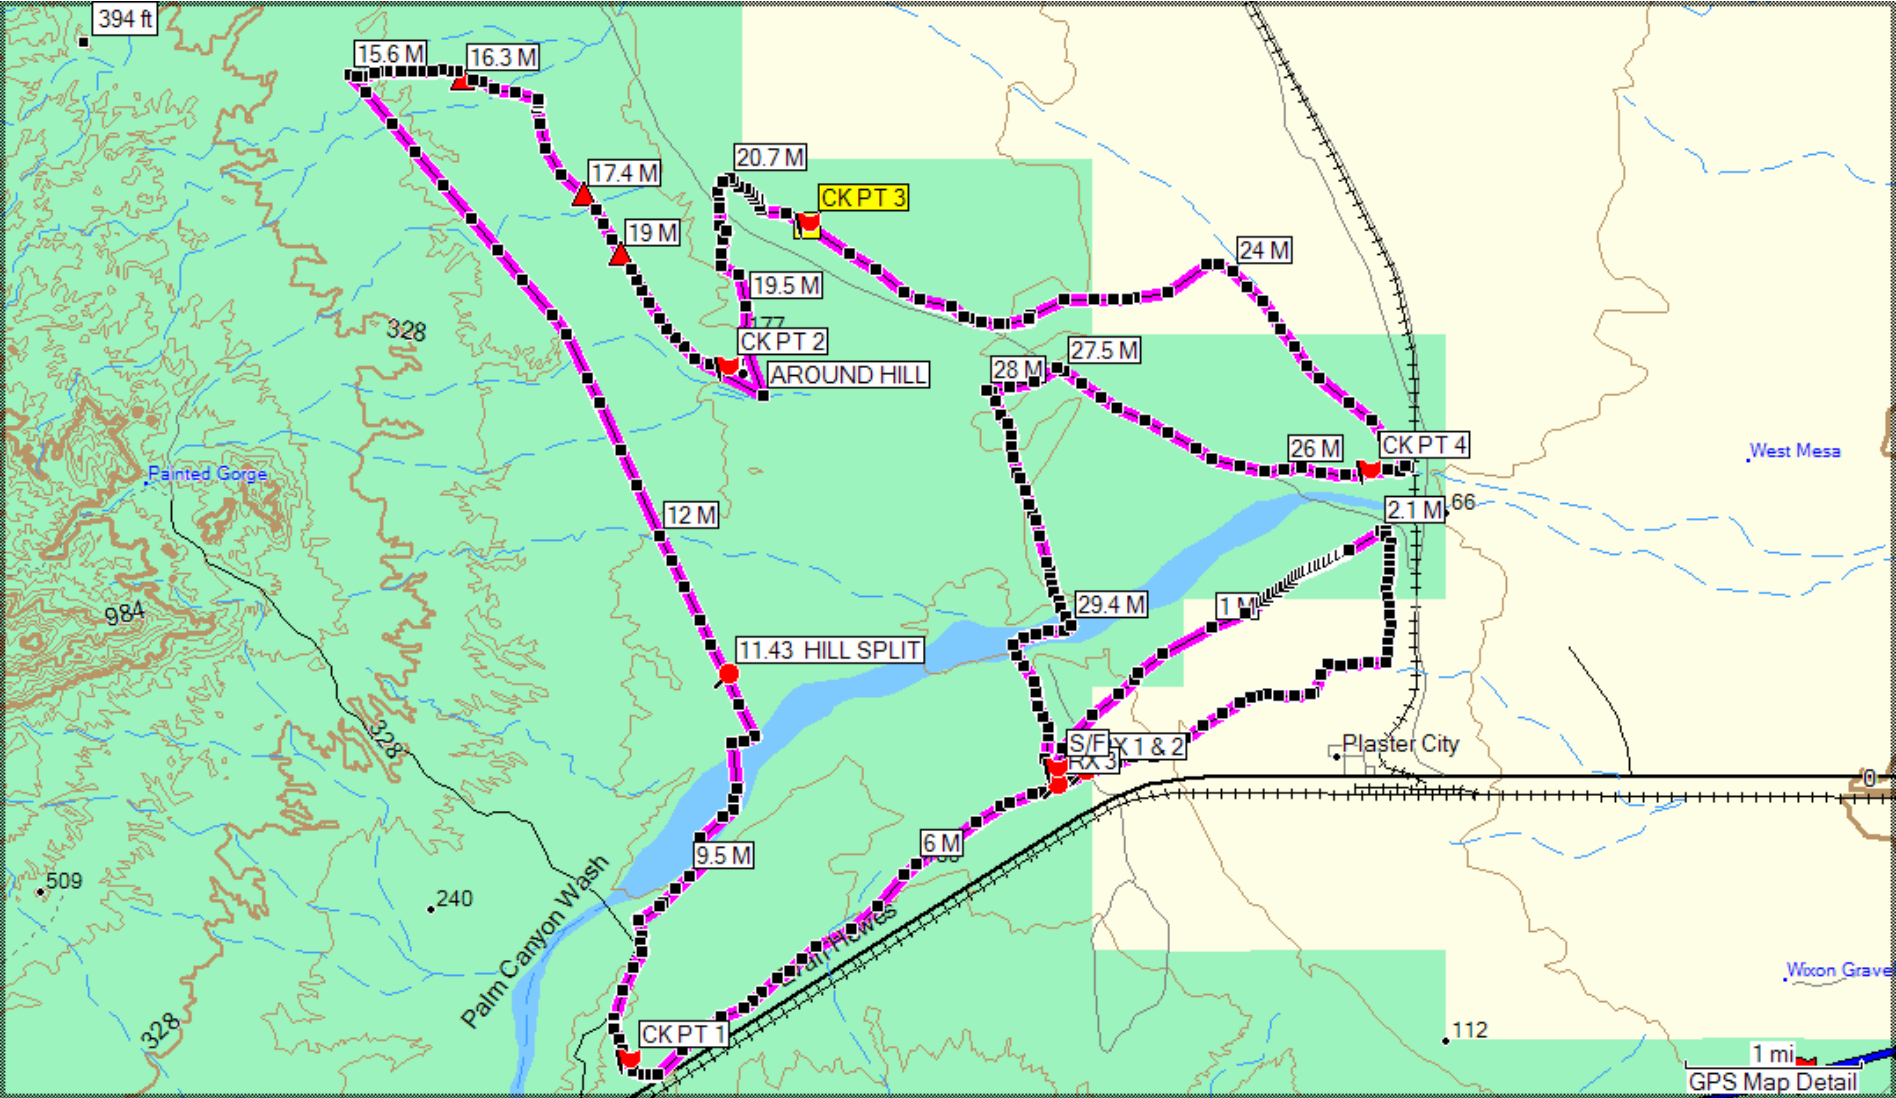 394 ft
15.6 M
16.3 M
17.4 M
20.7 M
CK PT 3
19 M
24 M
19.5 M
177
328
CK PT 2
27.5 M
AROUND HILL
28 M
26 M
CK PT 4
West Mesa
Painted Gorge
12 M
2.1 M
66
984
29.4 M
1 M
11.43 HILL SPLIT
328
S/F
RX 1 & 2
RX 3
Plaster City
0
6 M
9.5 M
509
240
Palm Canyon Wash
Wixon Grave
328
CK PT 1
112
1 mi
GPS Map Detail